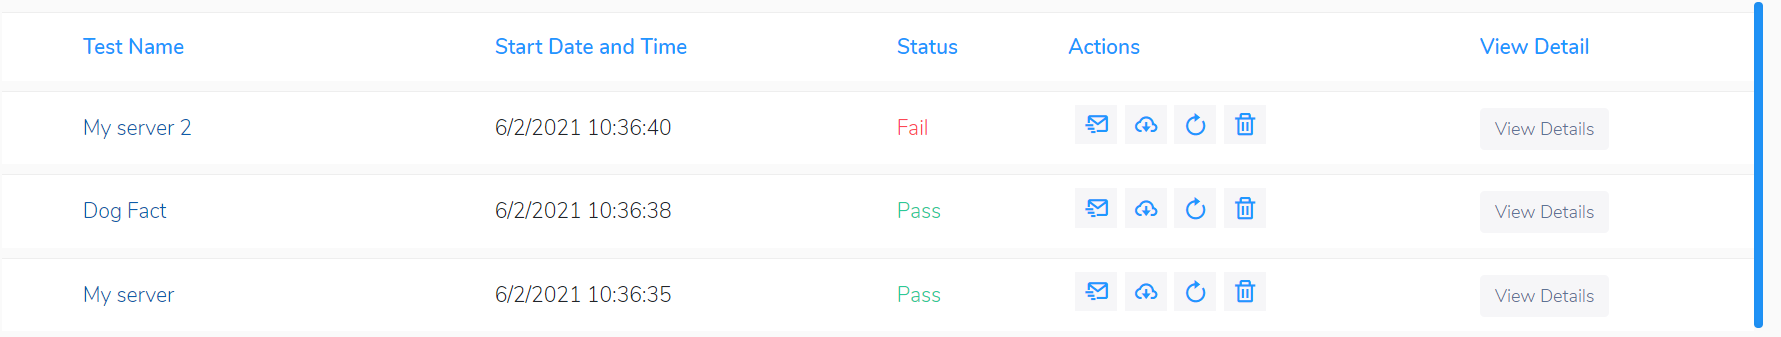 Test Name Start Date and Time Status Actions View Detail
My server 2 6/2/2021 10:36:40 Fail View Details
Dog Fact 6/2/2021 10:36:38 Pass View Details
My server 6/2/2021 10:36:35 Pass View Details